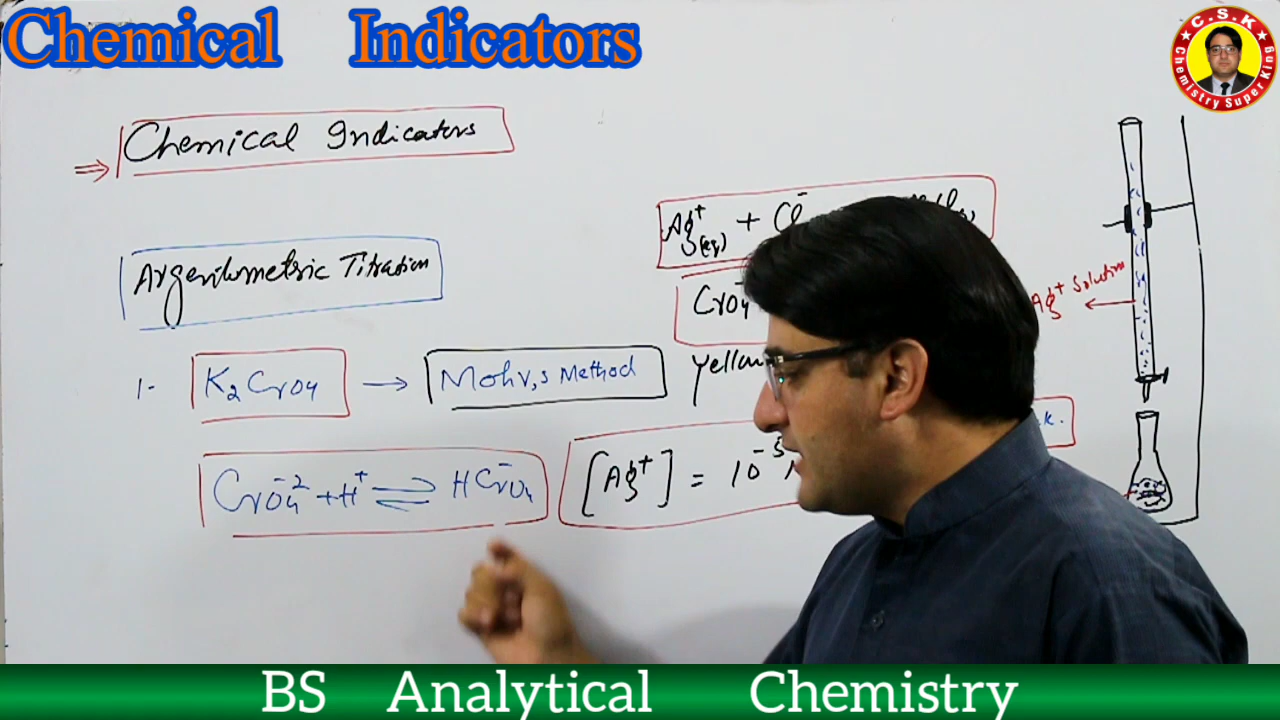 Chemical Indicators
C.S.K
Chemistry Super King
⇒ Chemical Indicators
Argentometric Titration
Ag⁺(aq) + Cl⁻
CrO₄
Yellow
Ag⁺ Solution
1- K₂CrO₄ → Mohr,s Method
CrO₄⁻² + H⁺ ⇌ HCrO₄⁻
[Ag⁺] = 10⁻⁵
k.
BS Analytical Chemistry